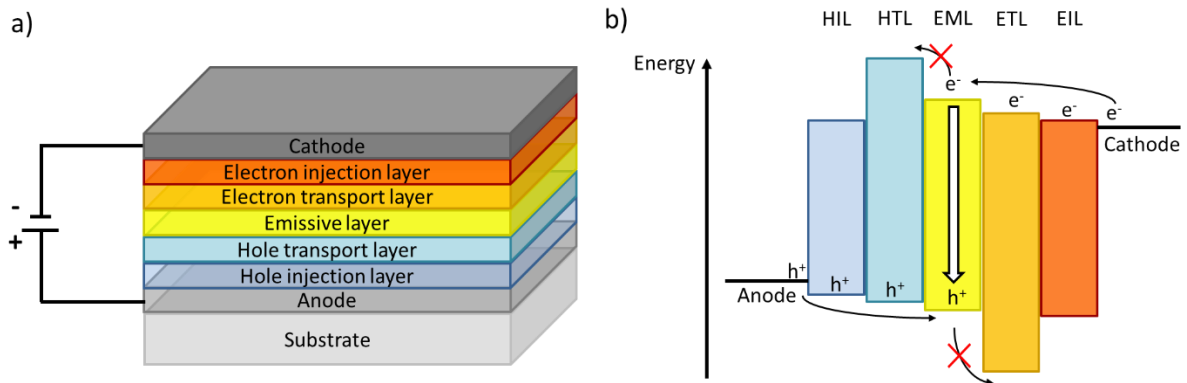 a)
Cathode
Electron injection layer
Electron transport layer
Emissive layer
Hole transport layer
Hole injection layer
Anode
Substrate
-
+
b)
HIL HTL EML ETL EIL
Energy
e-
e-
e-
e-
Cathode
h+
Anode
h+
h+
h+